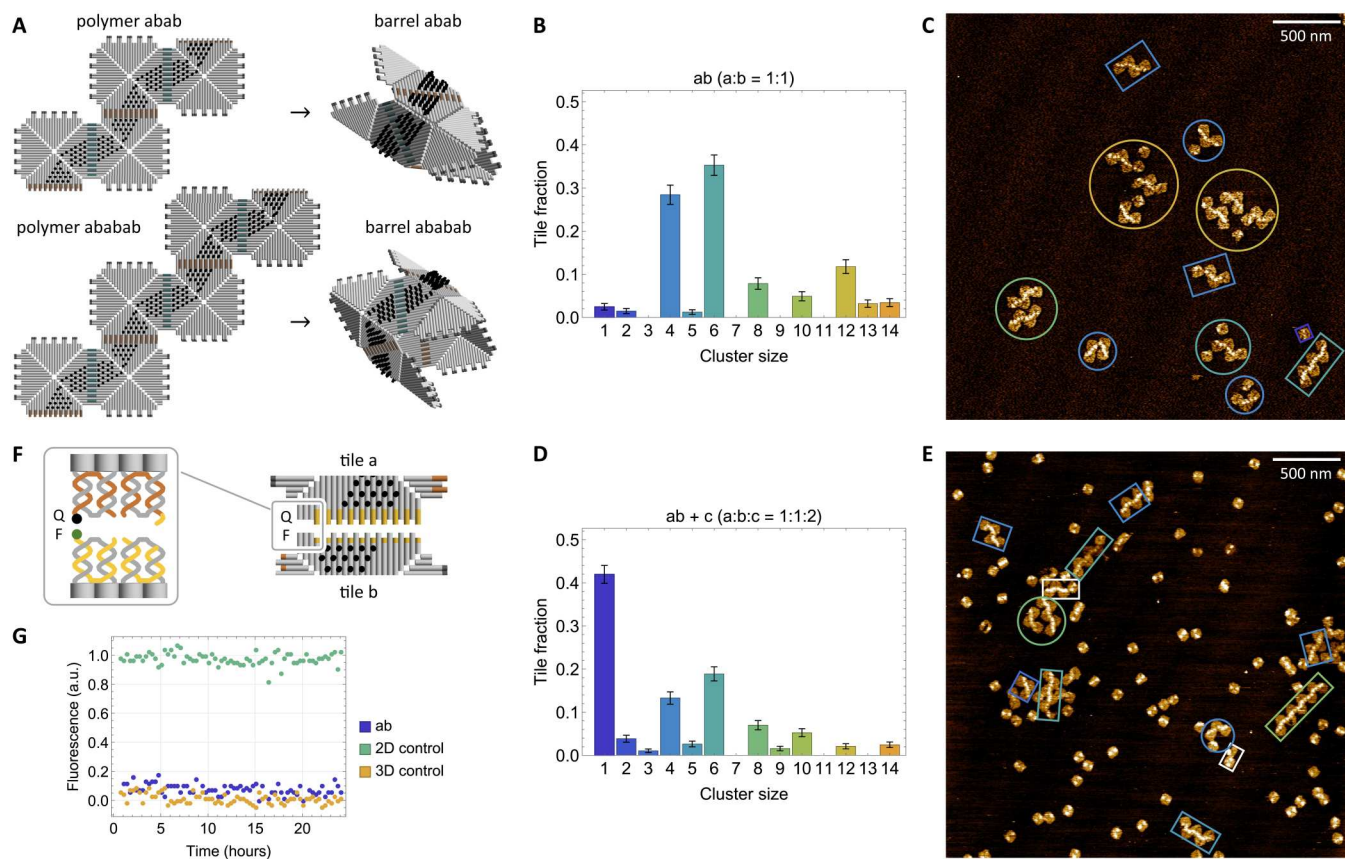 A
polymer abab
barrel abab
→
polymer ababab
barrel ababab
→
B
ab (a:b = 1:1)
Tile fraction
0.5
0.4
0.3
0.2
0.1
0.0
1 2 3 4 5 6 7 8 9 10 11 12 13 14
Cluster size
C
500 nm
F
Q
F
tile a
Q
F
tile b
D
ab + c (a:b:c = 1:1:2)
Tile fraction
0.5
0.4
0.3
0.2
0.1
0.0
1 2 3 4 5 6 7 8 9 10 11 12 13 14
Cluster size
E
500 nm
G
Fluorescence (a.u.)
1.0
0.8
0.6
0.4
0.2
0.0
0 5 10 15 20
Time (hours)
ab
2D control
3D control